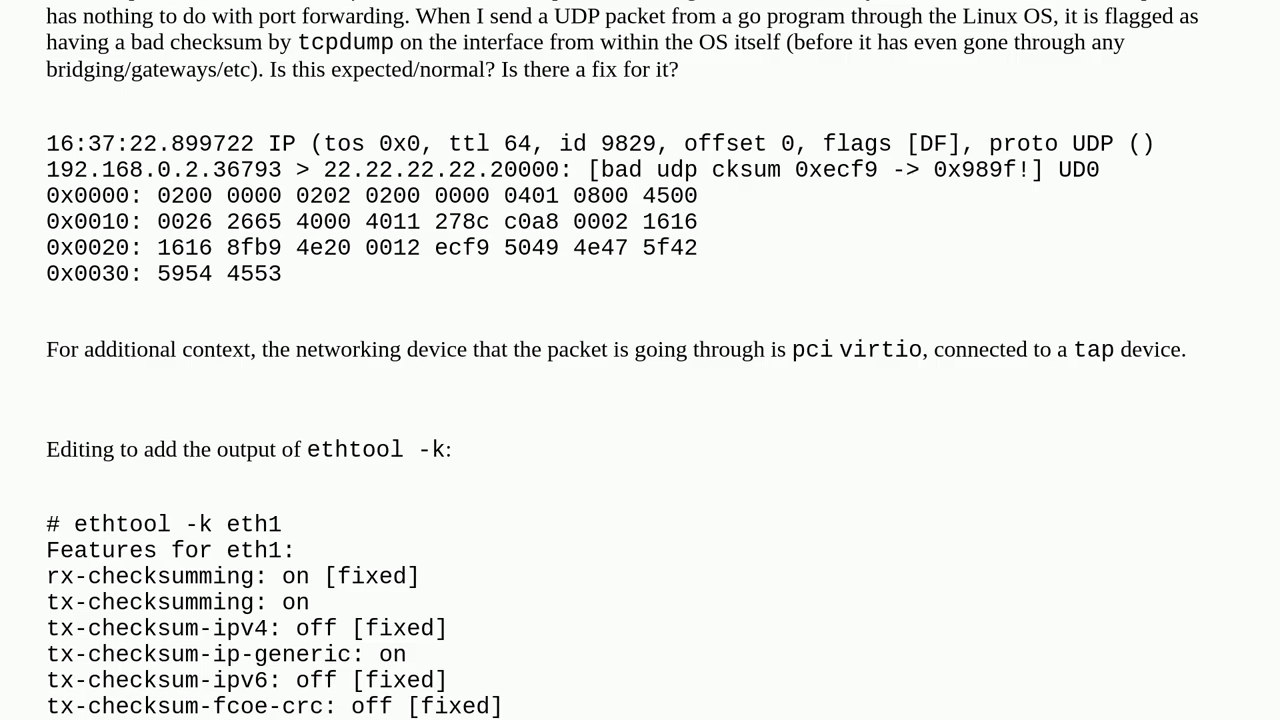 has nothing to do with port forwarding. When I send a UDP packet from a go program through the Linux OS, it is flagged as
having a bad checksum by tcpdump on the interface from within the OS itself (before it has even gone through any
bridging/gateways/etc). Is this expected/normal? Is there a fix for it?
16:37:22.899722 IP (tos 0x0, ttl 64, id 9829, offset 0, flags [DF], proto UDP ()
192.168.0.2.36793 > 22.22.22.22.20000: [bad udp cksum 0xecf9 -> 0x989f!] UD0
0x0000: 0200 0000 0202 0200 0000 0401 0800 4500
0x0010: 0026 2665 4000 4011 278c c0a8 0002 1616
0x0020: 1616 8fb9 4e20 0012 ecf9 5049 4e47 5f42
0x0030: 5954 4553
For additional context, the networking device that the packet is going through is pci virtio, connected to a tap device.
Editing to add the output of ethtool -k:
# ethtool -k eth1
Features for eth1:
rx-checksumming: on [fixed]
tx-checksumming: on
tx-checksum-ipv4: off [fixed]
tx-checksum-ip-generic: on
tx-checksum-ipv6: off [fixed]
tx-checksum-fcoe-crc: off [fixed]